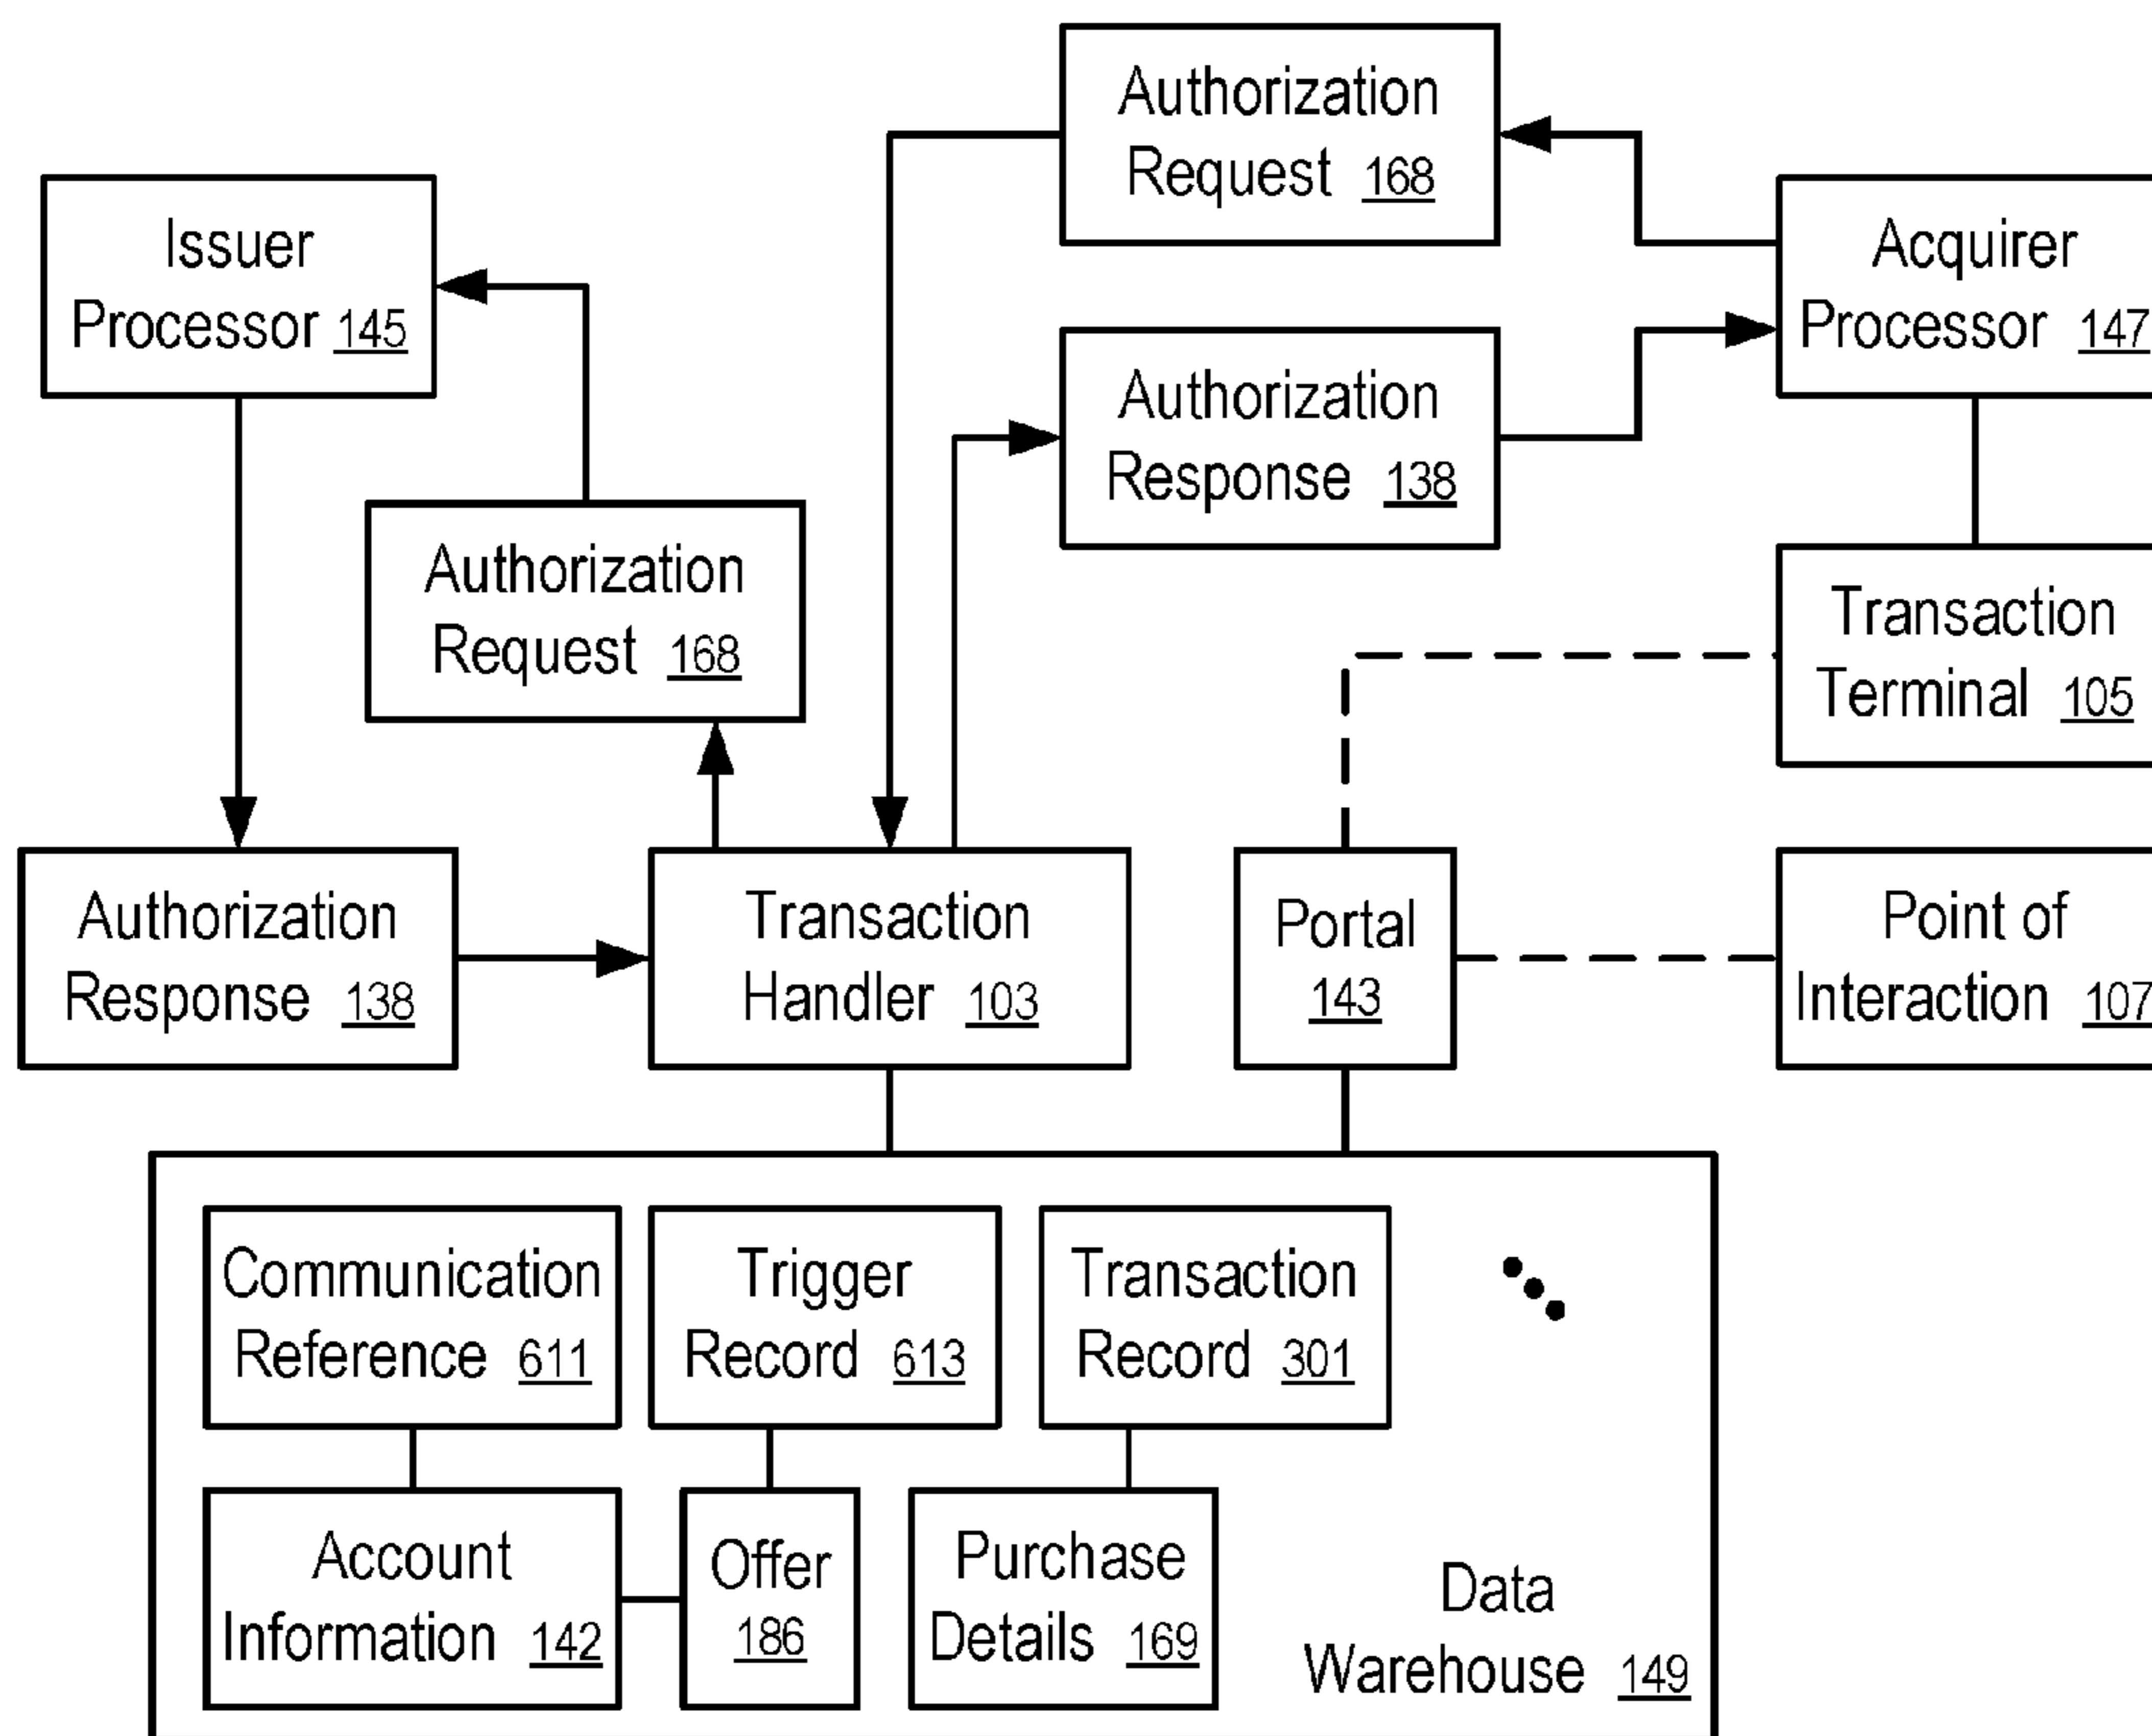 Authorization
Request 168
Issuer
Processor 145
Acquirer
Processor 147
Authorization
Response 138
Authorization
Request 168
Transaction
Terminal 105
Authorization
Response 138
Transaction
Handler 103
Portal
143
Point of
Interaction 107
Communication
Reference 611
Trigger
Record 613
Transaction
Record 301
Account
Information 142
Offer
186
Purchase
Details 169
Data
Warehouse 149